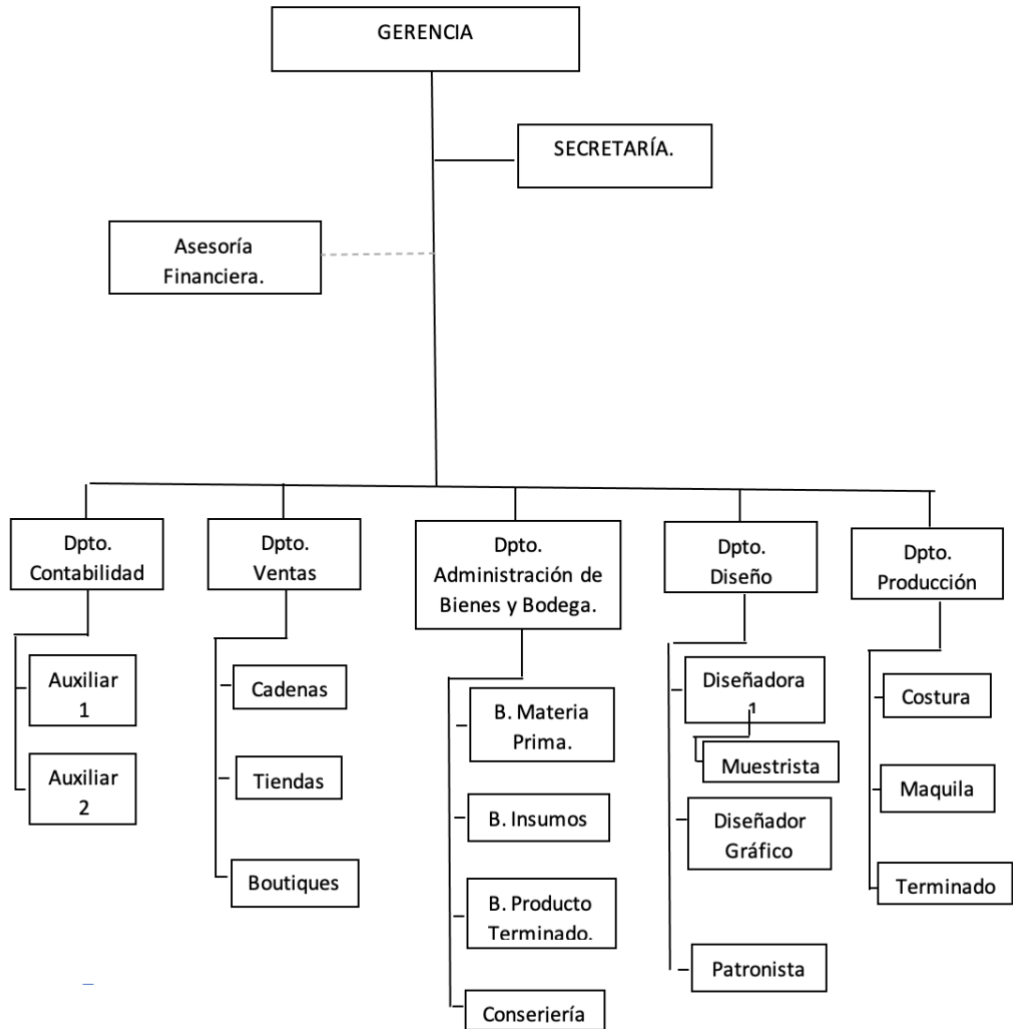 GERENCIA
SECRETARÍA.
Asesoría
Financiera.
Dpto.
Contabilidad
Auxiliar
1
Auxiliar
2
Dpto.
Ventas
Cadenas
Tiendas
Boutiques
Dpto.
Administración de
Bienes y Bodega.
B. Materia
Prima.
B. Insumos
B. Producto
Terminado.
Conserjería
Dpto.
Diseño
Diseñadora
1
Muestrista
Diseñador
Gráfico
Patronista
Dpto.
Producción
Costura
Maquila
Terminado